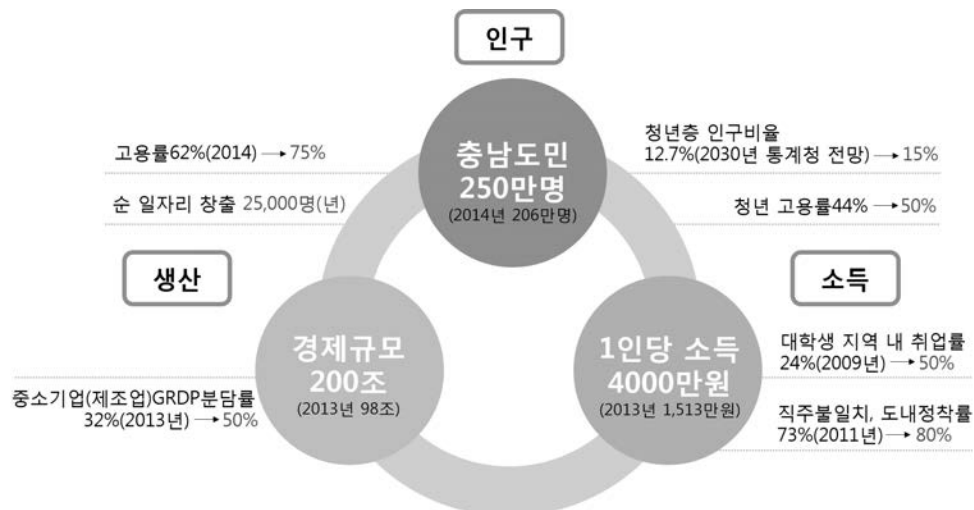 인구
충남도민
250만명
(2014년 206만명)
고용률62%(2014) → 75%
순 일자리 창출 25,000명(년)
청년층 인구비율
12.7%(2030년 통계청 전망) → 15%
청년 고용률44% → 50%
생산
경제규모
200조
(2013년 98조)
중소기업(제조업)GRDP분담률
32%(2013년) → 50%
소득
1인당 소득
4000만원
(2013년 1,513만원)
대학생 지역 내 취업률
24%(2009년) → 50%
직주불일치, 도내정착률
73%(2011년) → 80%